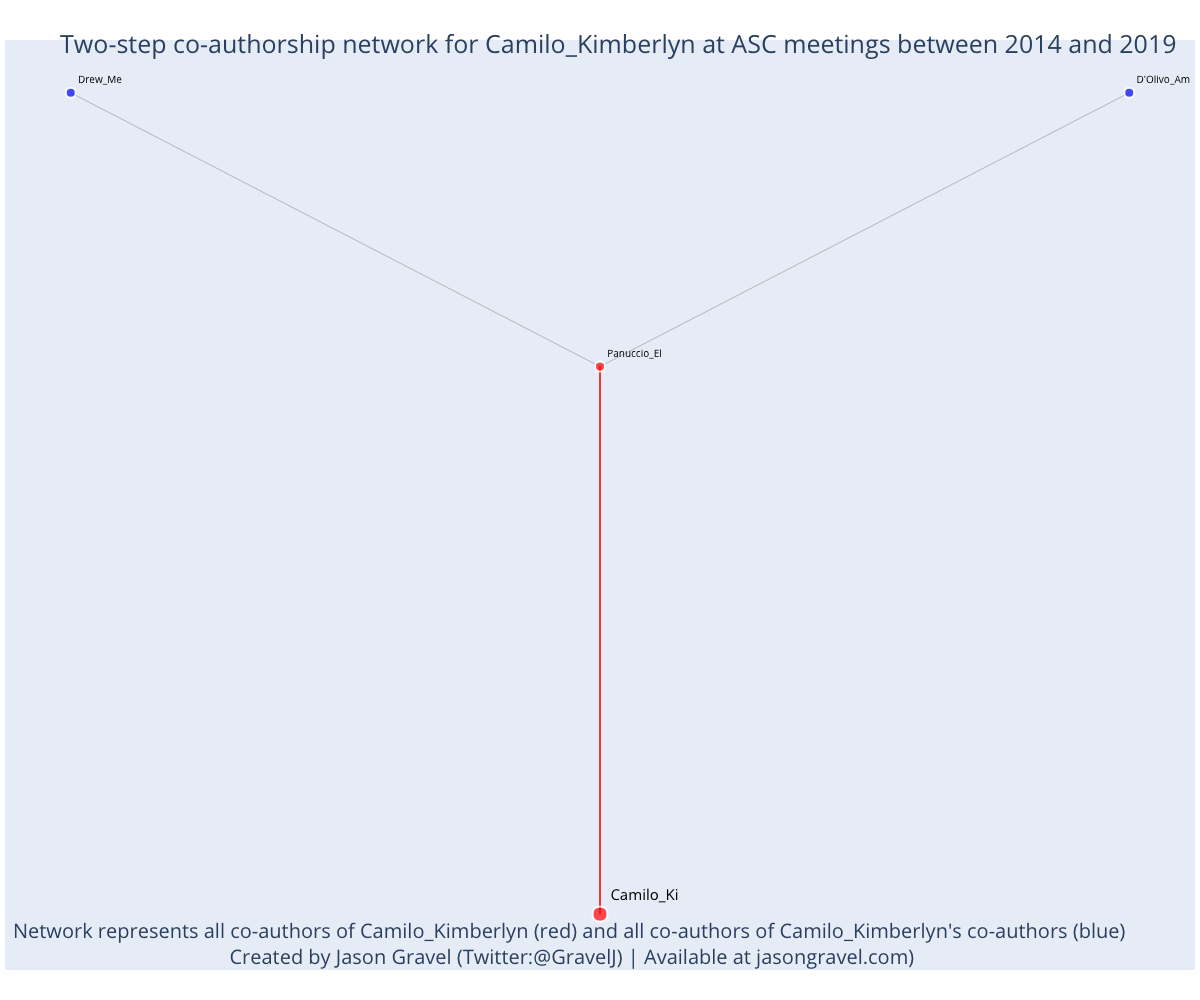 Two-step co-authorship network for Camilo_Kimberlyn at ASC meetings between 2014 and 2019
Drew_Me
D'Olivo_Am
Panuccio_El
Camilo_Ki
Network represents all co-authors of Camilo_Kimberlyn (red) and all co-authors of Camilo_Kimberlyn's co-authors (blue)
Created by Jason Gravel (Twitter:@GravelJ) | Available at jasongravel.com)